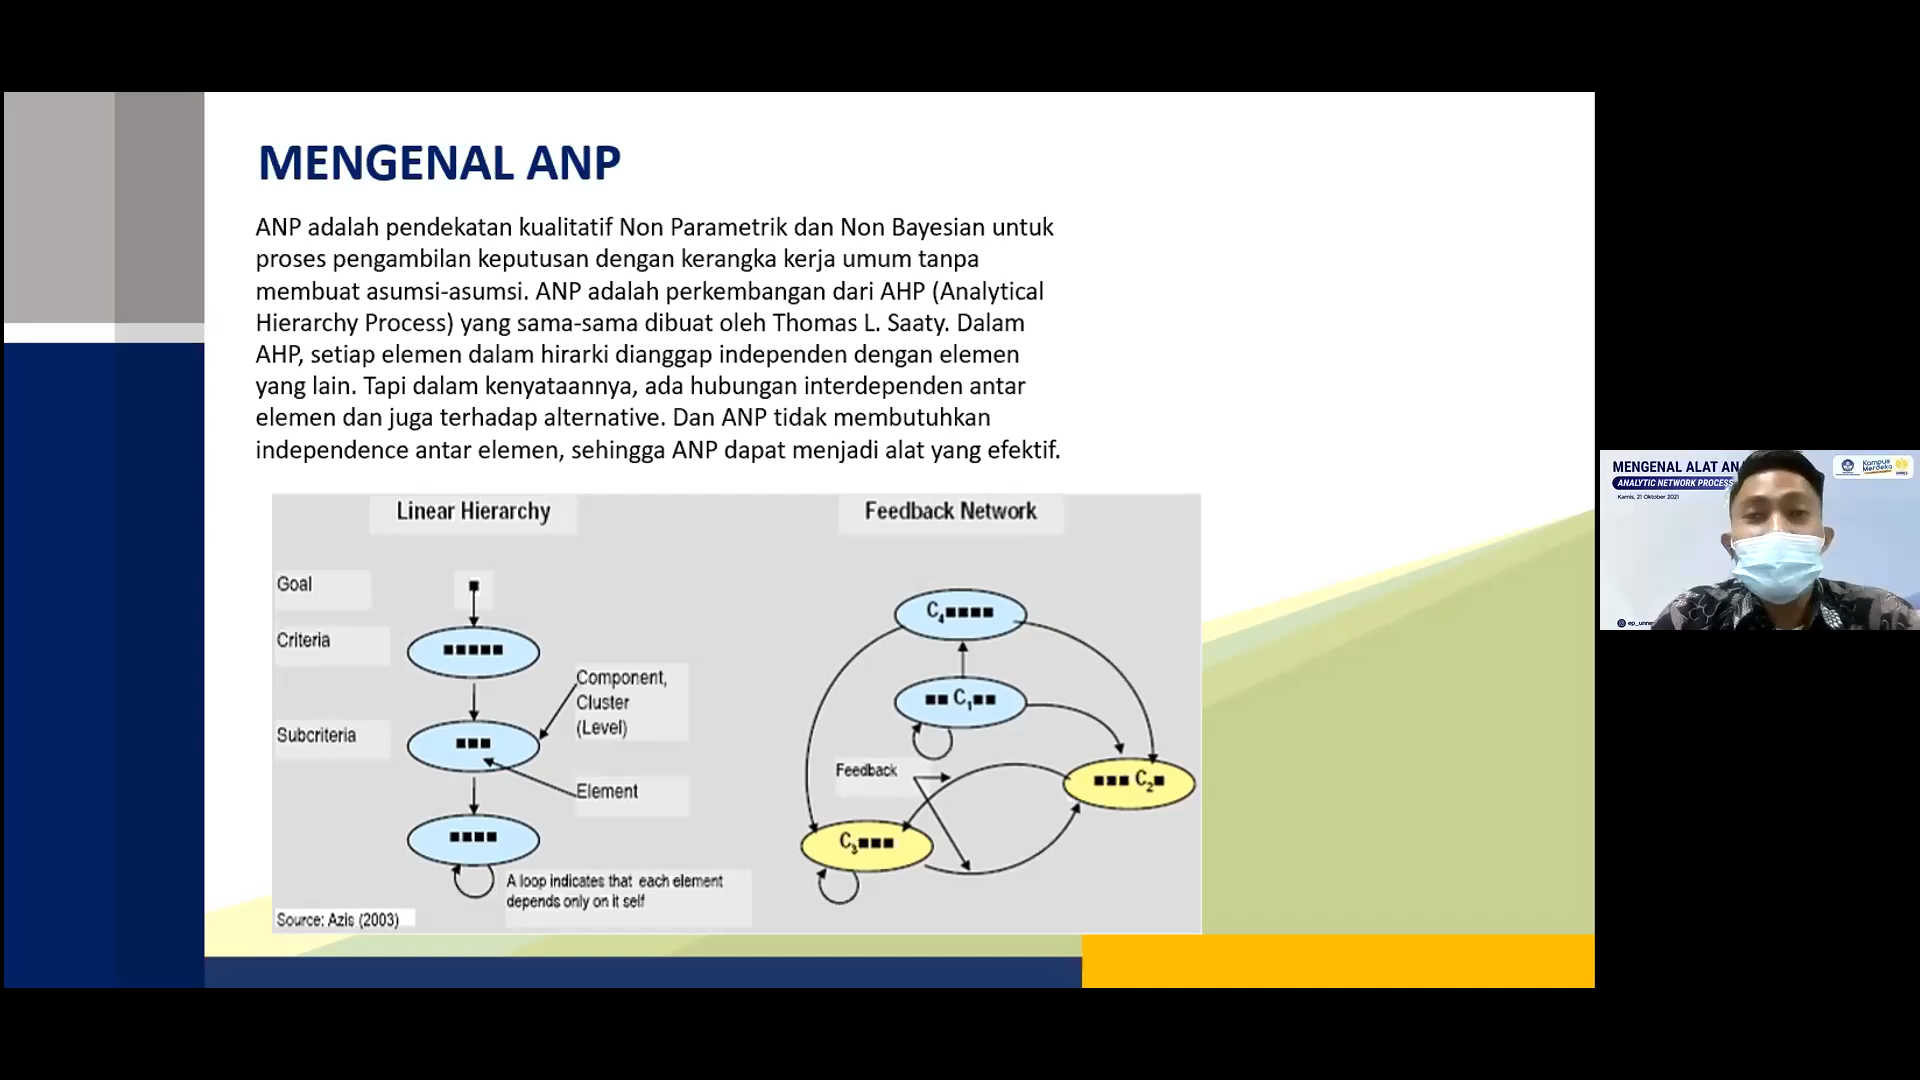 MENGENAL ANP
ANP adalah pendekatan kualitatif Non Parametrik dan Non Bayesian untuk
proses pengambilan keputusan dengan kerangka kerja umum tanpa
membuat asumsi-asumsi. ANP adalah perkembangan dari AHP (Analytical
Hierarchy Process) yang sama-sama dibuat oleh Thomas L. Saaty. Dalam
AHP, setiap elemen dalam hirarki dianggap independen dengan elemen
yang lain. Tapi dalam kenyataannya, ada hubungan interdependen antar
elemen dan juga terhadap alternative. Dan ANP tidak membutuhkan
independence antar elemen, sehingga ANP dapat menjadi alat yang efektif.
Linear Hierarchy
Goal
Criteria
Subcriteria
Component,
Cluster
(Level)
Element
A loop indicates that each element
depends only on it self
Source: Azis (2003)
Feedback Network
C4
C1
Feedback
C2
C3
MENGENAL ALAT AN
ANALYTIC NETWORK PROCESS
Kamis, 21 Oktober 2021
Kampus
Merdeka